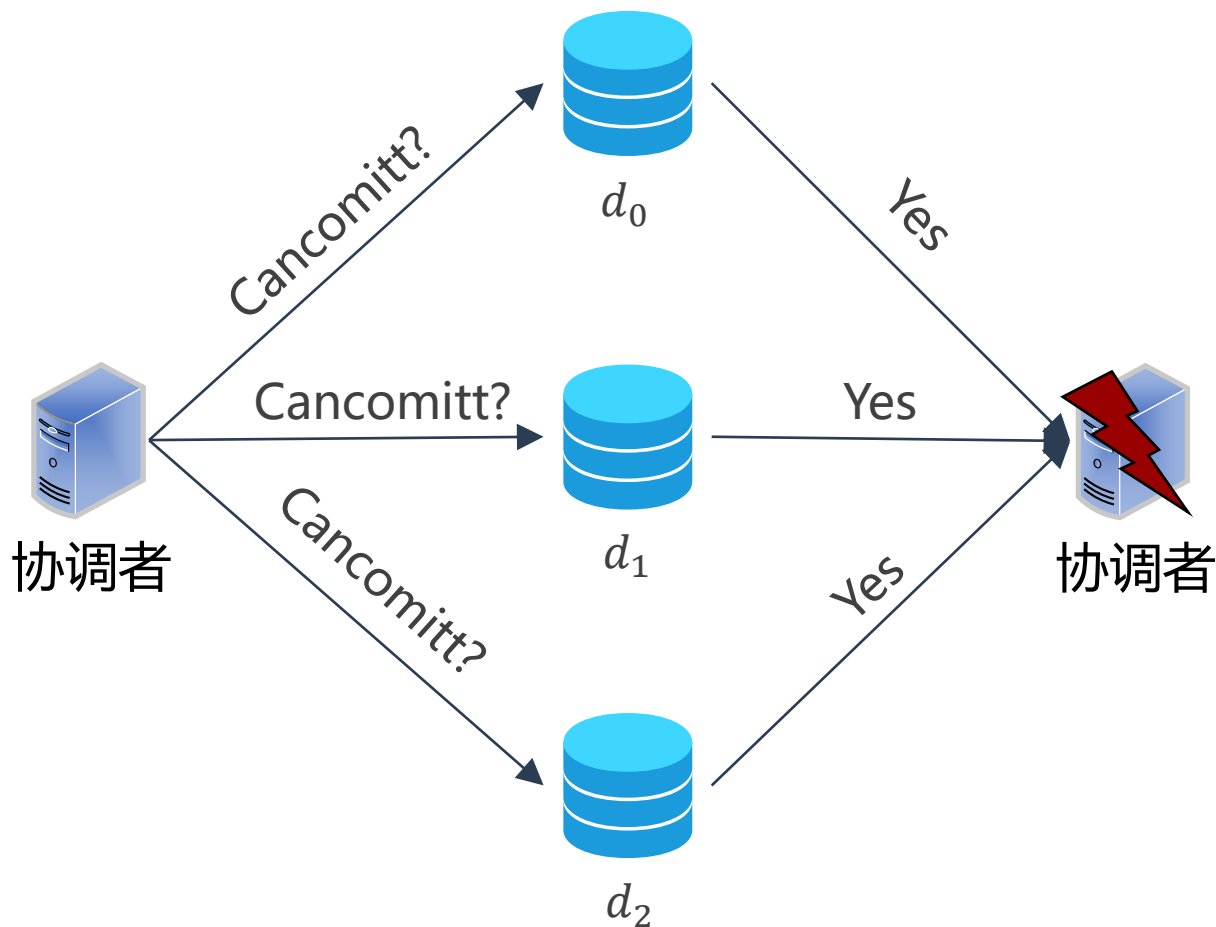 Cancomitt?
d₀
Yes
Cancomitt?
Yes
协调者
d₁
协调者
Cancomitt?
Yes
d₂